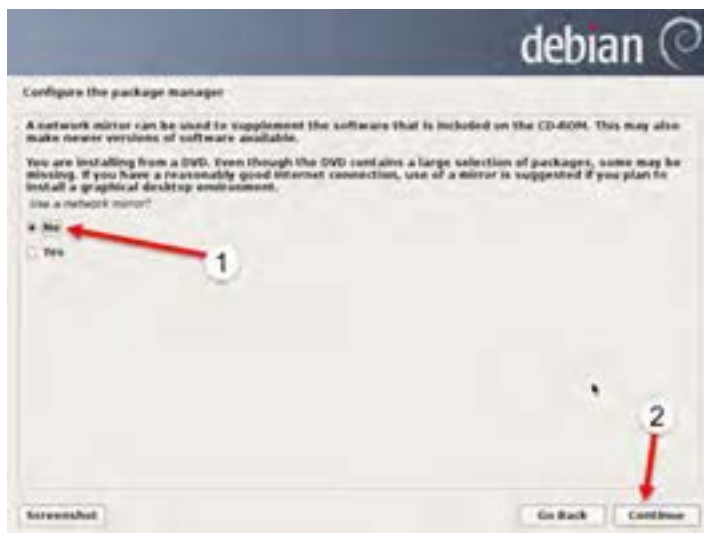 debian
Configure the package manager
A network mirror can be used to supplement the software that is included on the CD-ROM. This may also
make newer versions of software available.
You are installing from a DVD. Even though the DVD contains a large selection of packages, some may be
missing. If you have a reasonably good Internet connection, use of a mirror is suggested if you plan to
install a graphical desktop environment.
Use a network mirror?
No
Yes
1
2
Screenshot
Go Back
Continue